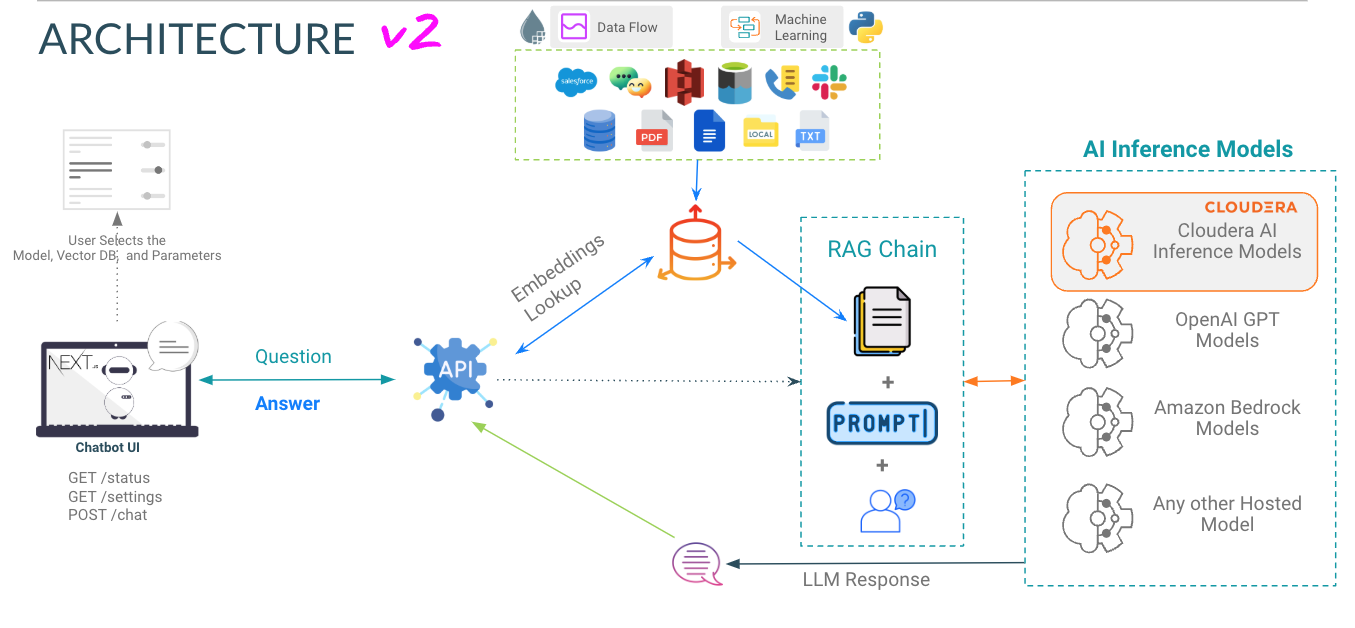 ARCHITECTURE v2
Data Flow
Machine
Learning
salesforce
PDF
LOCAL
TXT
AI Inference Models
CLOUDERA
Cloudera AI
Inference Models
OpenAI GPT
Models
Amazon Bedrock
Models
Any other Hosted
Model
User Selects the
Model, Vector DB, and Parameters
Embeddings
Lookup
RAG Chain
NEXT.JS
Question
Answer
API
+
PROMPT
+
?
Chatbot UI
GET /status
GET /settings
POST /chat
LLM Response